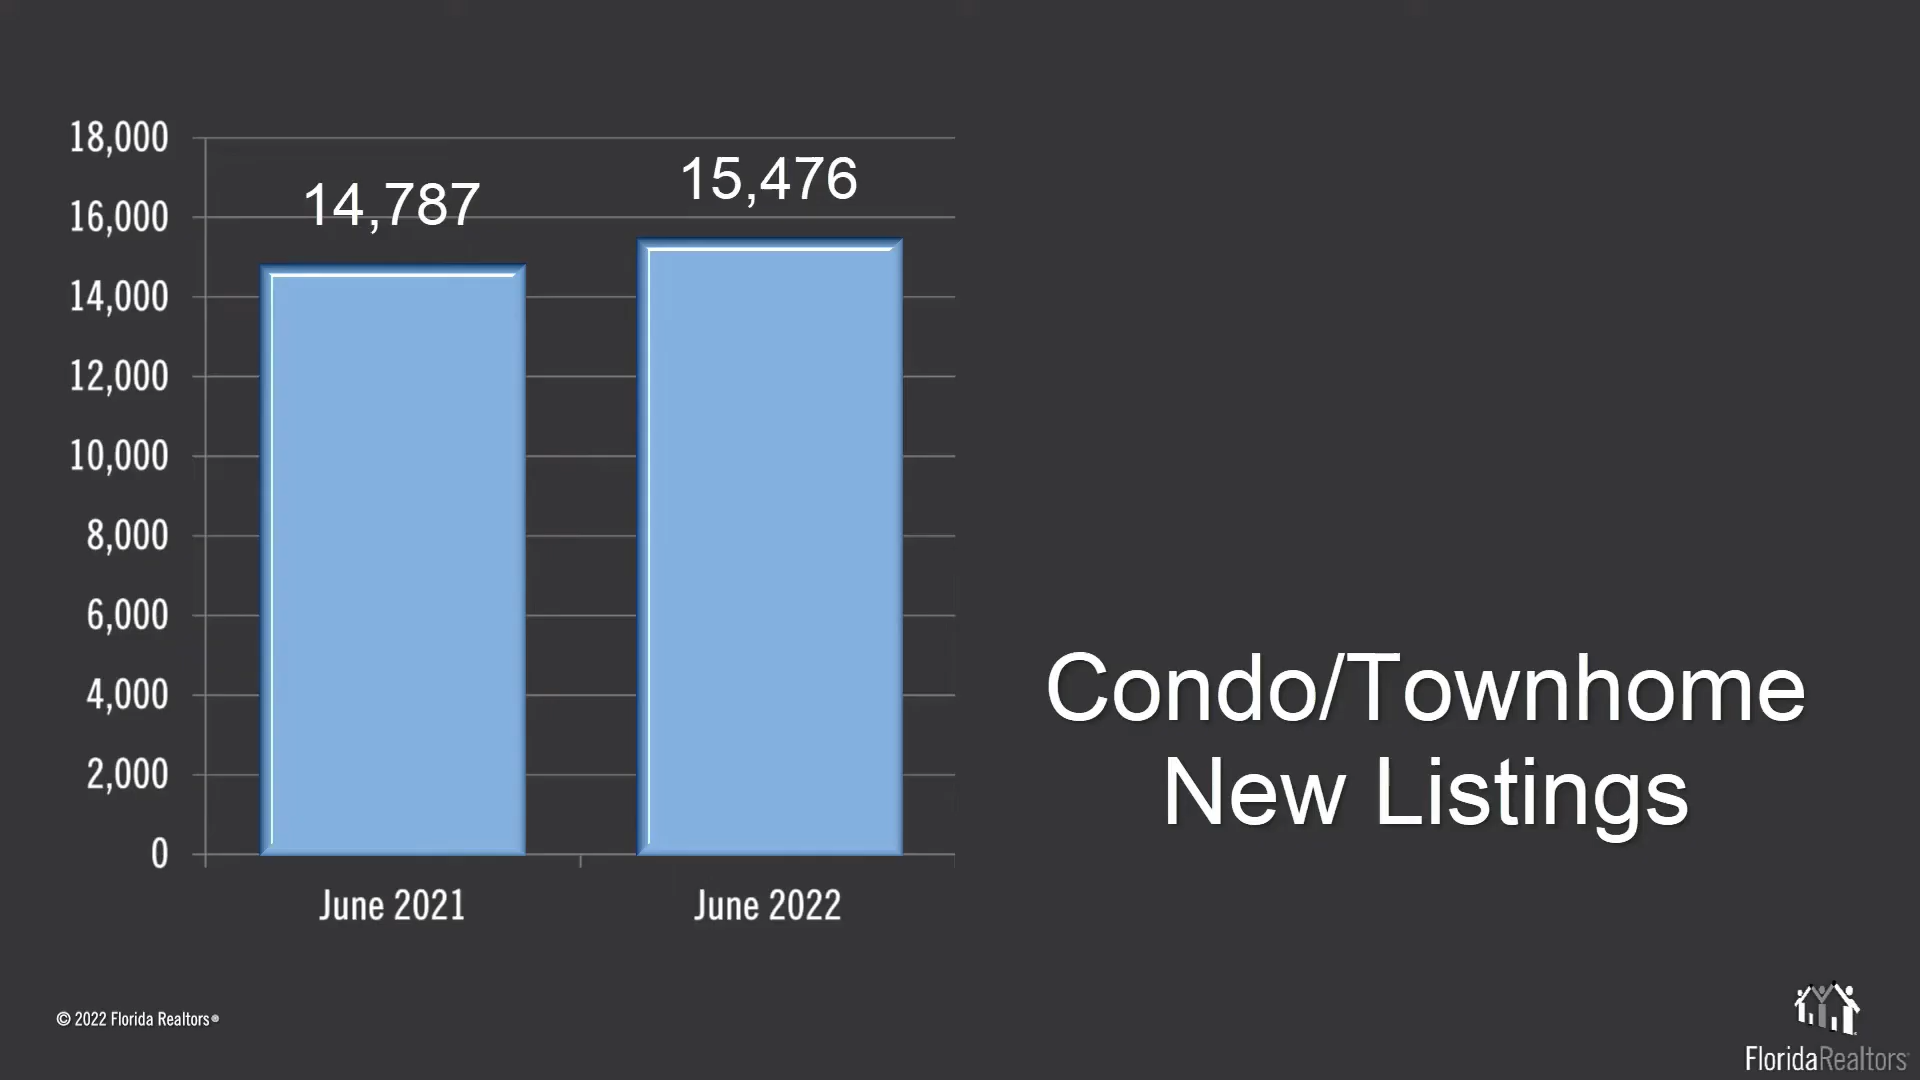 18,000
16,000
14,000
12,000
10,000
8,000
6,000
4,000
2,000
0
14,787
15,476
June 2021
June 2022
Condo/Townhome
New Listings
© 2022 Florida Realtors®
FloridaRealtors